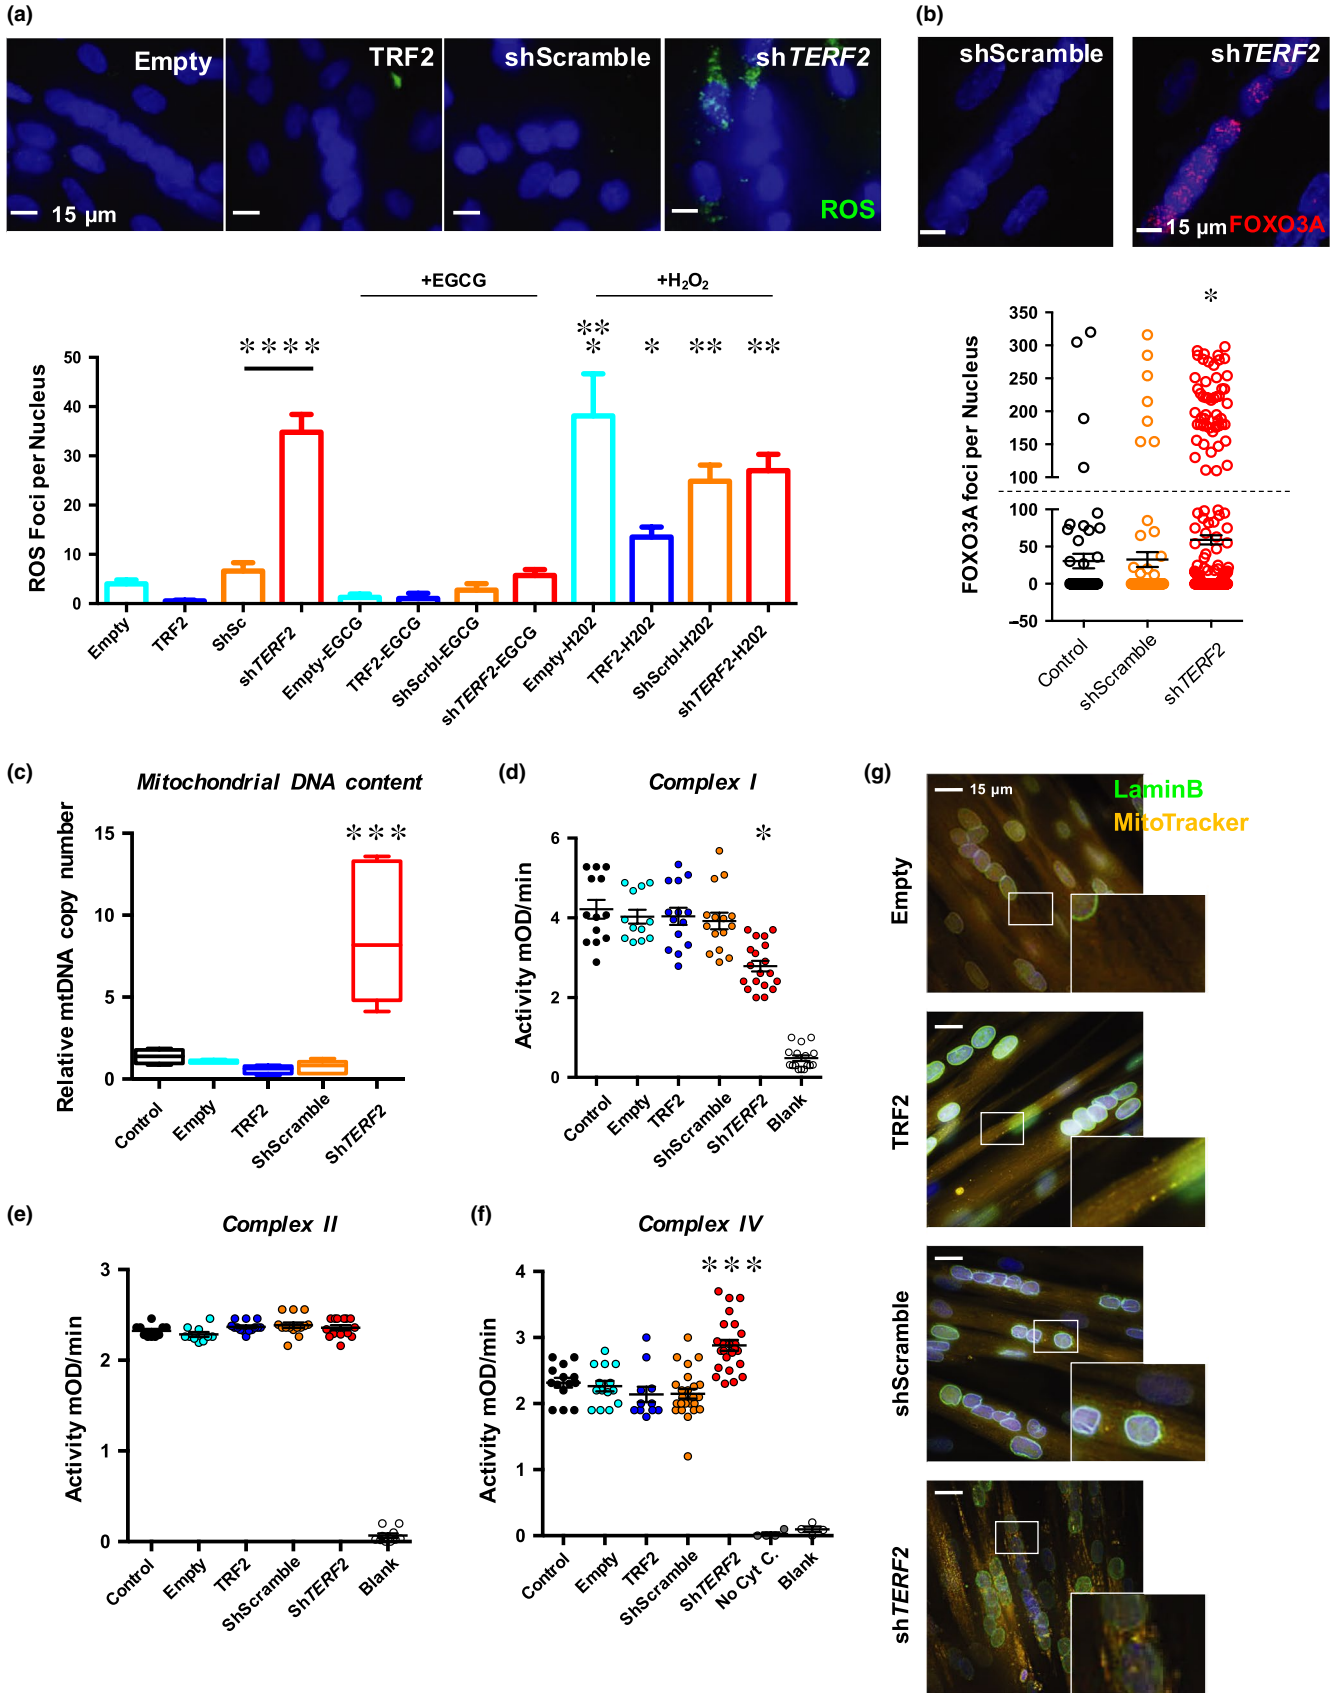 (a)
Empty
TRF2
shScramble
shTERF2
15 µm
ROS
+EGCG
+H₂O₂
**
**** * * ** **
ROS Foci per Nucleus
50
40
30
20
10
0
Empty
TRF2
ShSc
shTERF2
Empty-EGCG
TRF2-EGCG
ShScrbl-EGCG
shTERF2-EGCG
Empty-H202
TRF2-H202
ShScrbl-H202
shTERF2-H202
(b)
shScramble
shTERF2
15 µm
FOXO3A
*
FOXO3A foci per Nucleus
350
300
250
200
150
100
100
50
0
−50
Control
shScramble
shTERF2
(c)
Mitochondrial DNA content
***
Relative mtDNA copy number
15
10
5
0
Control
Empty
TRF2
ShScramble
ShTERF2
(d)
Complex I
*
Activity mOD/min
6
4
2
0
Control
Empty
TRF2
ShScramble
ShTERF2
Blank
(e)
Complex II
Activity mOD/min
3
2
1
0
Control
Empty
TRF2
ShScramble
ShTERF2
Blank
(f)
Complex IV
***
Activity mOD/min
4
3
2
1
0
Control
Empty
TRF2
ShScramble
ShTERF2
No Cyt C.
Blank
(g)
15 µm
LaminB
MitoTracker
Empty
TRF2
shScramble
shTERF2